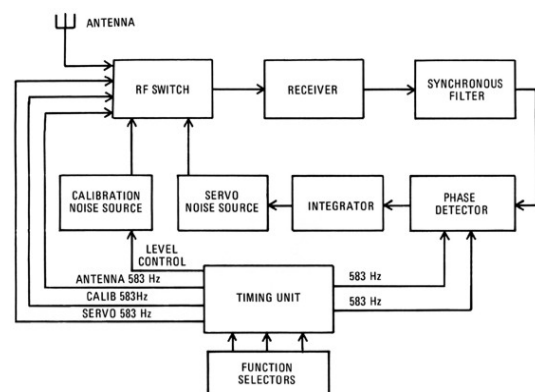 ANTENNA
RF SWITCH
RECEIVER
SYNCHRONOUS
FILTER
CALIBRATION
NOISE SOURCE
SERVO
NOISE SOURCE
INTEGRATOR
PHASE
DETECTOR
LEVEL
CONTROL
ANTENNA 583 Hz
CALIB 583Hz
SERVO 583 Hz
TIMING UNIT
583 Hz
583 Hz
FUNCTION
SELECTORS